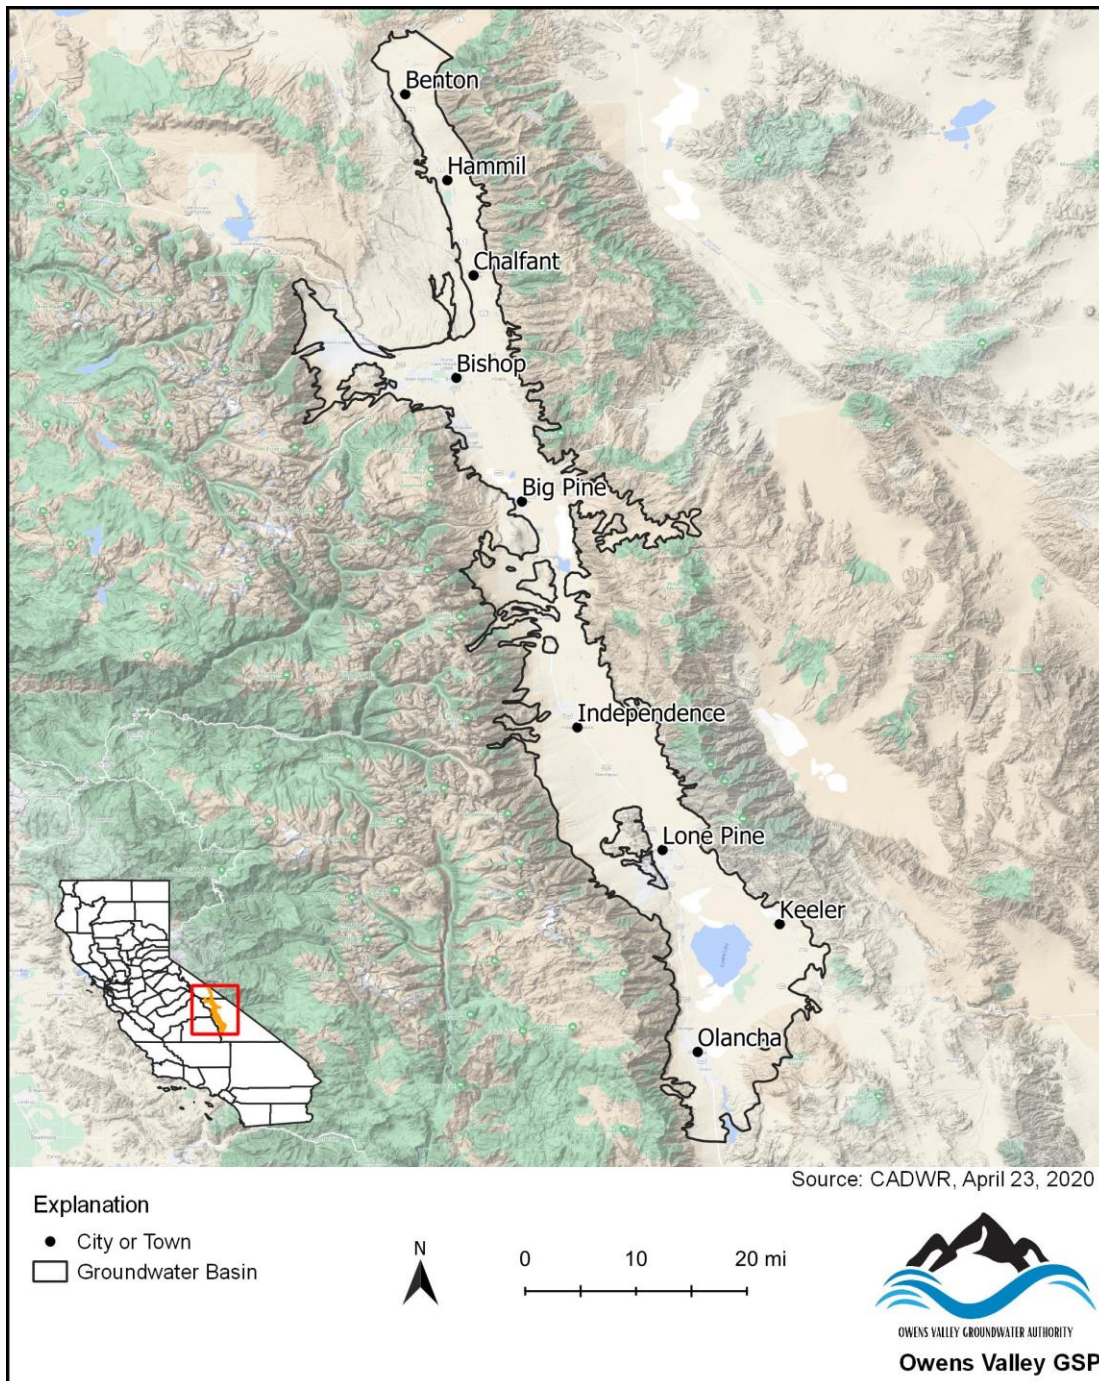 Benton
Hammil
Chalfant
Bishop
Big Pine
Independence
Lone Pine
Keeler
Olancha
Source: CADWR, April 23, 2020
Explanation
City or Town
Groundwater Basin
N
0 10 20 mi
OWENS VALLEY GROUNDWATER AUTHORITY
Owens Valley GSP